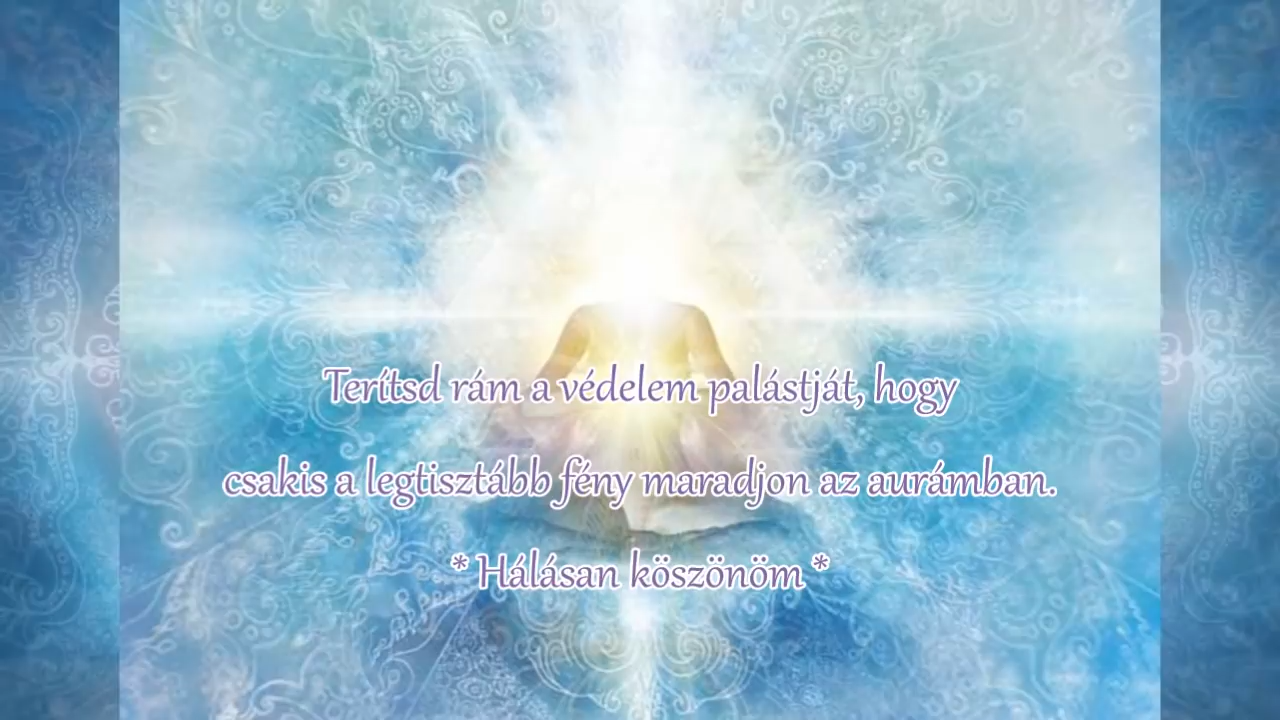 Terítsd rám a védelem palástját, hogy
csakis a legtisztább fény maradjon az aurámban.
* Hálásan köszönöm *